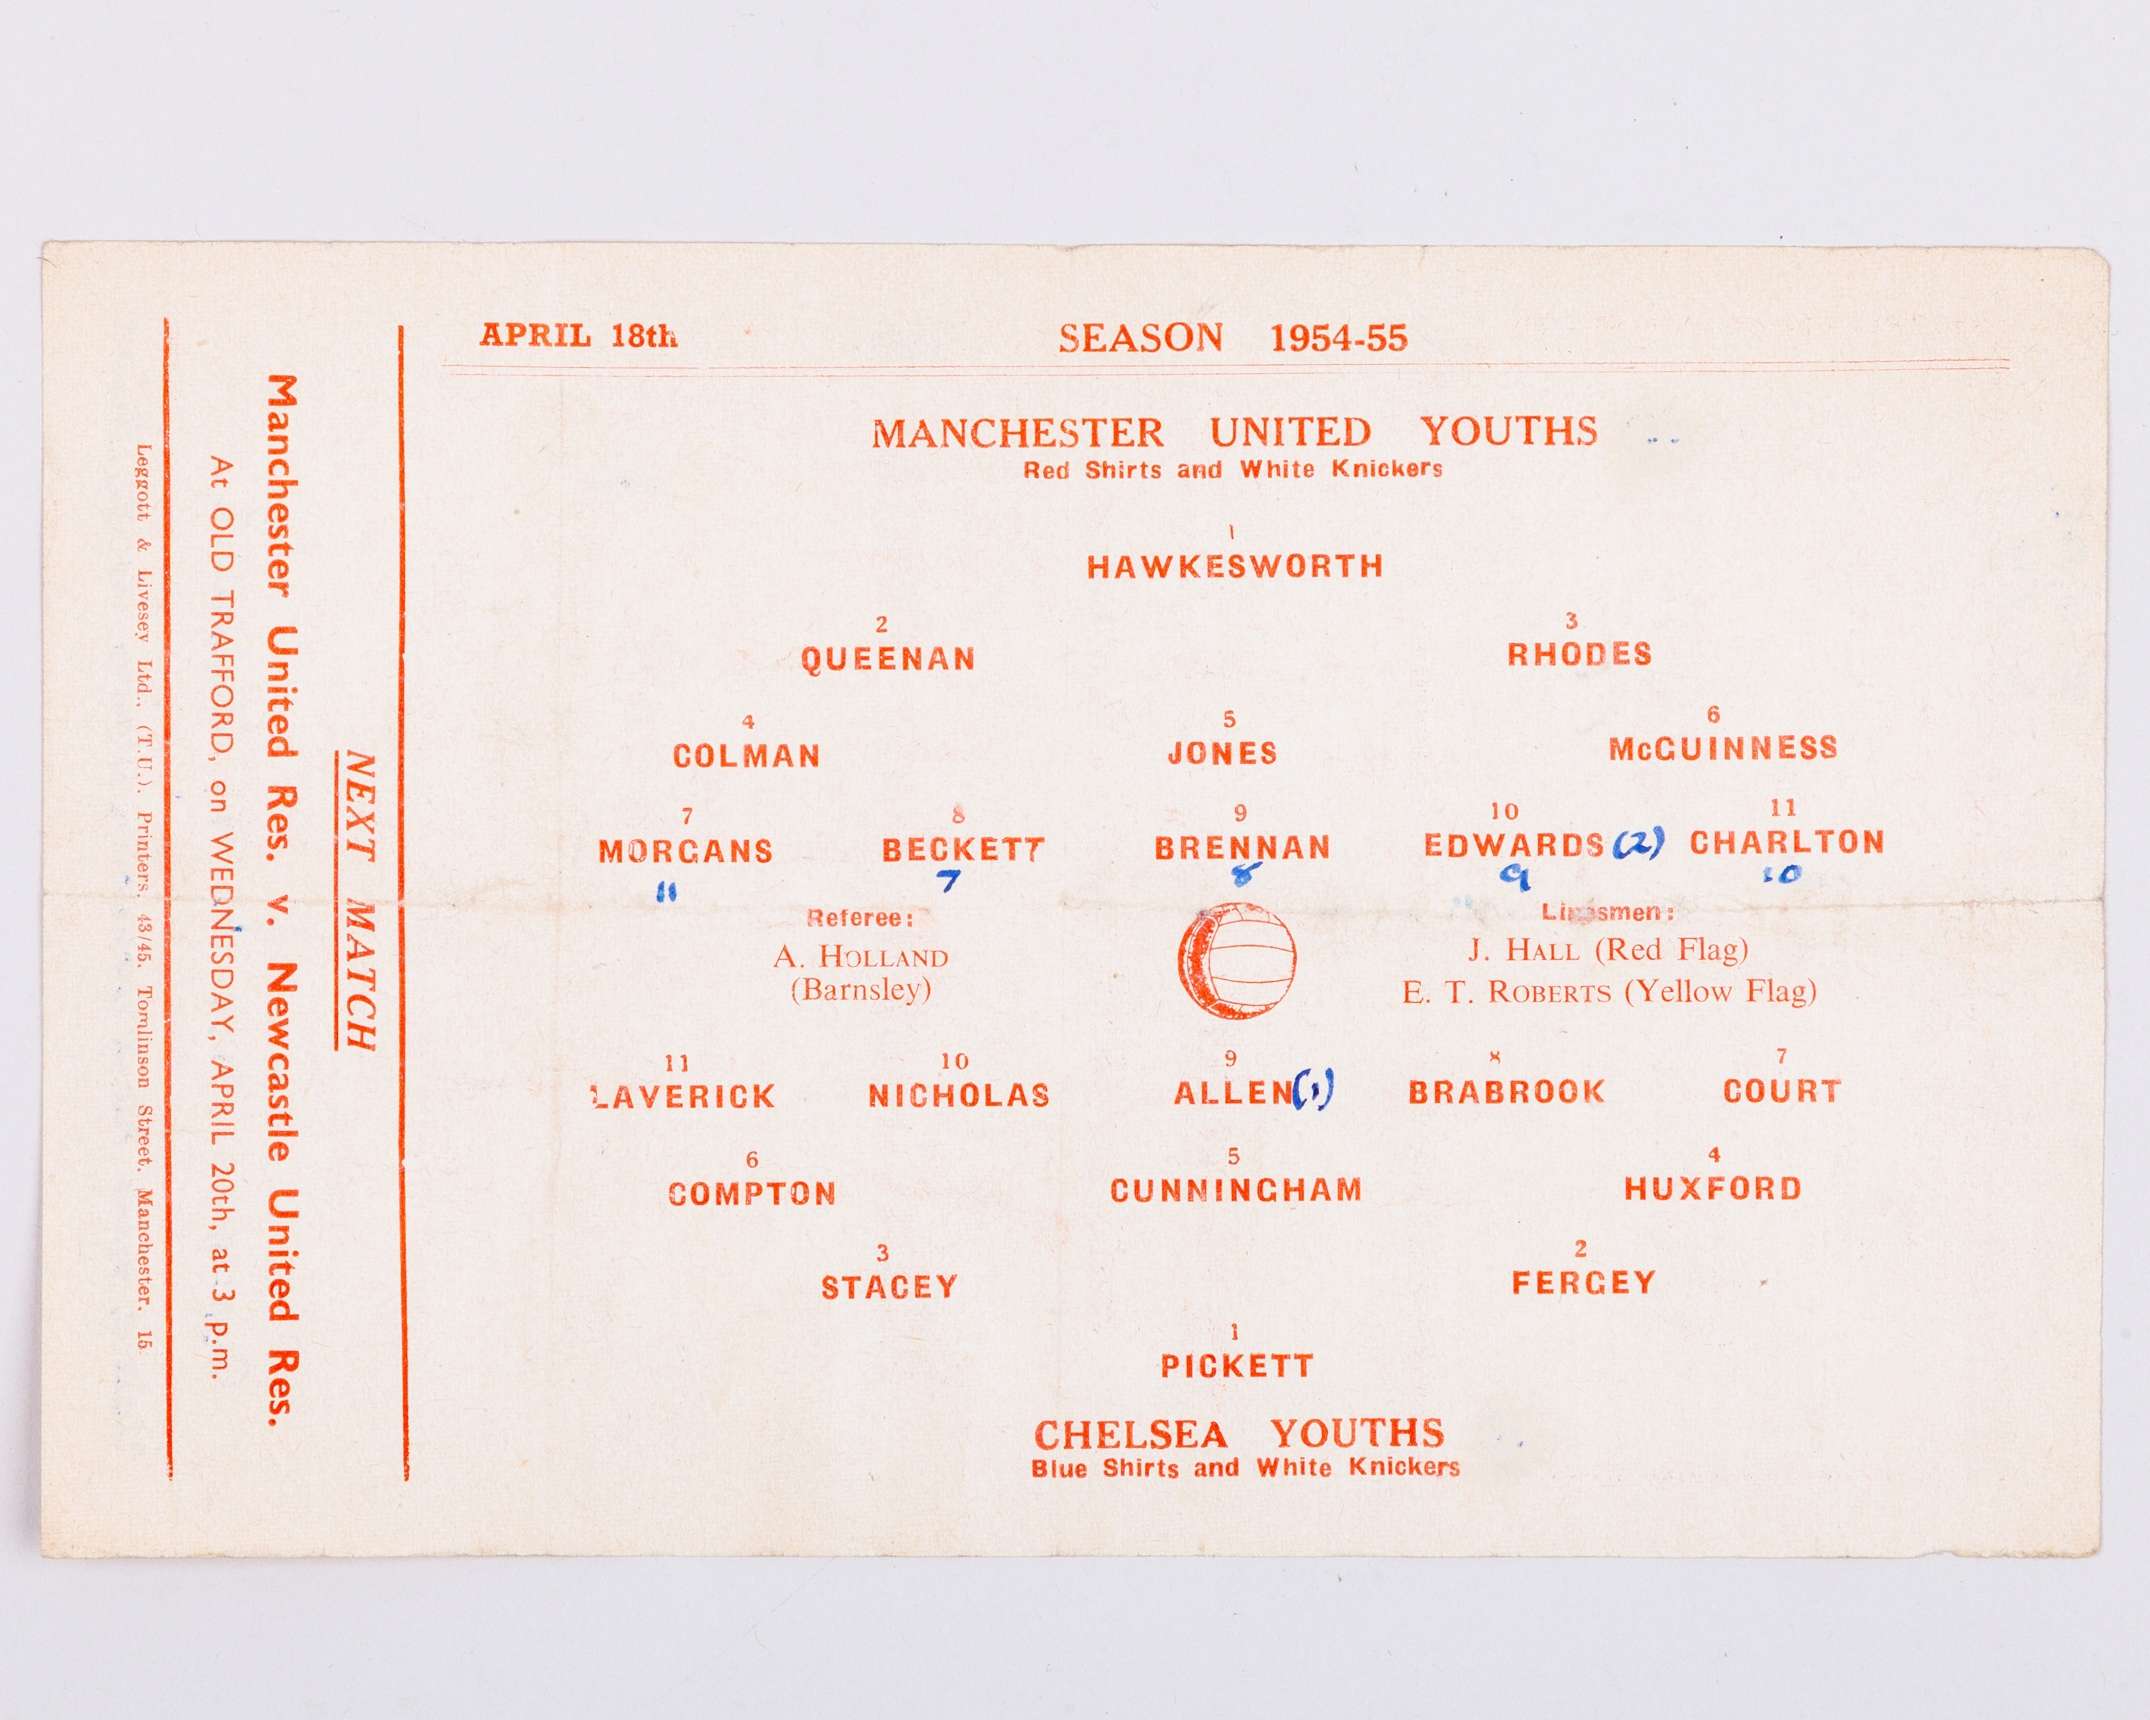 APRIL 18th SEASON 1954-55
MANCHESTER UNITED YOUTHS
Red Shirts and White Knickers
1
HAWKESWORTH
2 3
QUEENAN RHODES
4 5 6
COLMAN JONES McGUINNESS
7 8 9 10 11
MORGANS BECKETT BRENNAN EDWARDS (2) CHARLTON
11 7 8 9 10
Referee: Linesmen:
A. HOLLAND J. HALL (Red Flag)
(Barnsley) E. T. ROBERTS (Yellow Flag)
11 10 9 8 7
LAVERICK NICHOLAS ALLEN (1) BRABROOK COURT
6 5 4
COMPTON CUNNINGHAM HUXFORD
3 2
STACEY FERGEY
1
PICKETT
CHELSEA YOUTHS
Blue Shirts and White Knickers
NEXT MATCH
Manchester United Res. v. Newcastle United Res.
At OLD TRAFFORD, on WEDNESDAY, APRIL 20th, at 3 p.m.
Leggott & Livesey Ltd., (T.U.). Printers. 43/45. Tomlinson Street. Manchester. 15